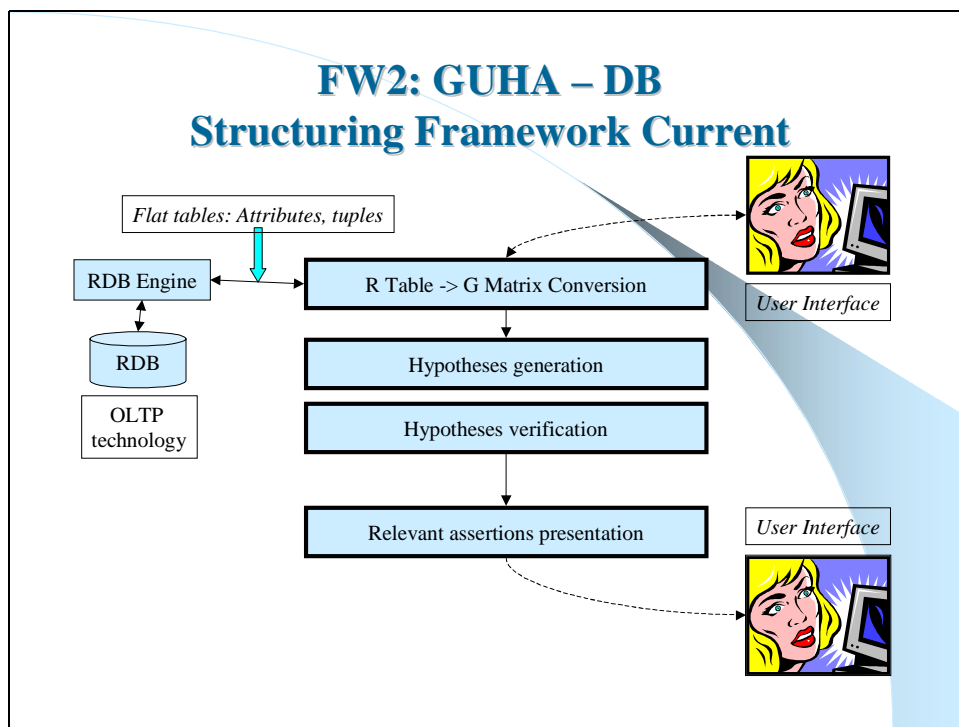 FW2: GUHA – DB
Structuring Framework Current
Flat tables: Attributes, tuples
RDB Engine
R Table -> G Matrix Conversion
User Interface
RDB
Hypotheses generation
OLTP
technology
Hypotheses verification
Relevant assertions presentation
User Interface